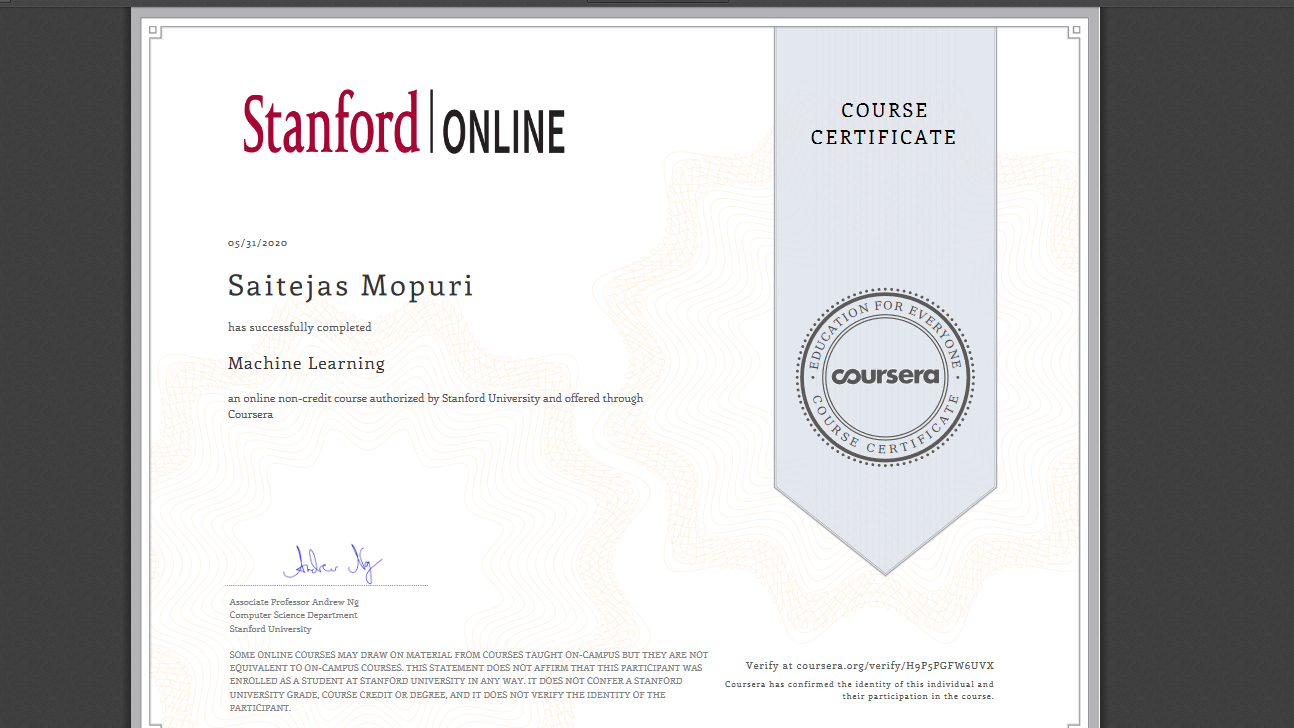 Stanford | ONLINE
COURSE
CERTIFICATE
05/31/2020
Saitejas Mopuri
has successfully completed
Machine Learning
an online non-credit course authorized by Stanford University and offered through
Coursera
EDUCATION FOR EVERYONE
coursera
COURSE CERTIFICATE
Andrew Ng
Associate Professor Andrew Ng
Computer Science Department
Stanford University
SOME ONLINE COURSES MAY DRAW ON MATERIAL FROM COURSES TAUGHT ON-CAMPUS BUT THEY ARE NOT
EQUIVALENT TO ON-CAMPUS COURSES. THIS STATEMENT DOES NOT AFFIRM THAT THIS PARTICIPANT WAS
ENROLLED AS A STUDENT AT STANFORD UNIVERSITY IN ANY WAY. IT DOES NOT CONFER A STANFORD
UNIVERSITY GRADE, COURSE CREDIT OR DEGREE, AND IT DOES NOT VERIFY THE IDENTITY OF THE
PARTICIPANT.
Verify at coursera.org/verify/H9P5PGFW6UVX
Coursera has confirmed the identity of this individual and
their participation in the course.